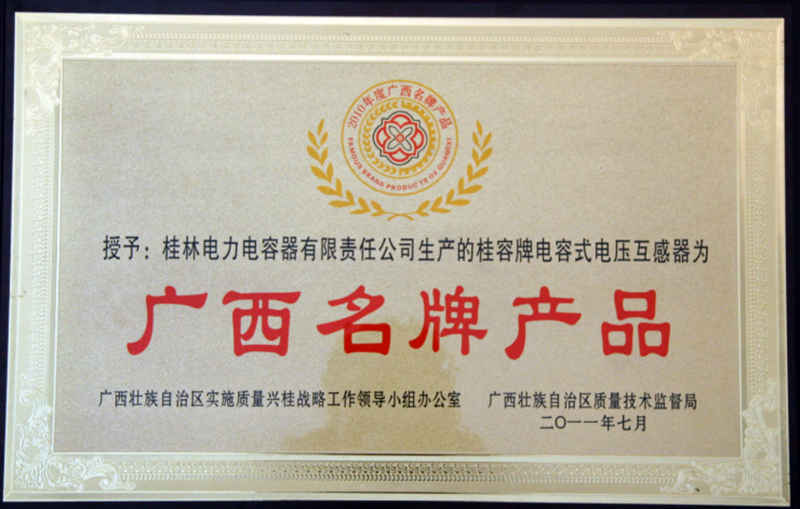 2010年度广西名牌产品
FAMOUS BRAND PRODUCTS OF GUANGXI
授予：桂林电力电容器有限责任公司生产的桂容牌电容式电压互感器为
广西名牌产品
广西壮族自治区实施质量兴桂战略工作领导小组办公室 广西壮族自治区质量技术监督局
二〇一一年七月